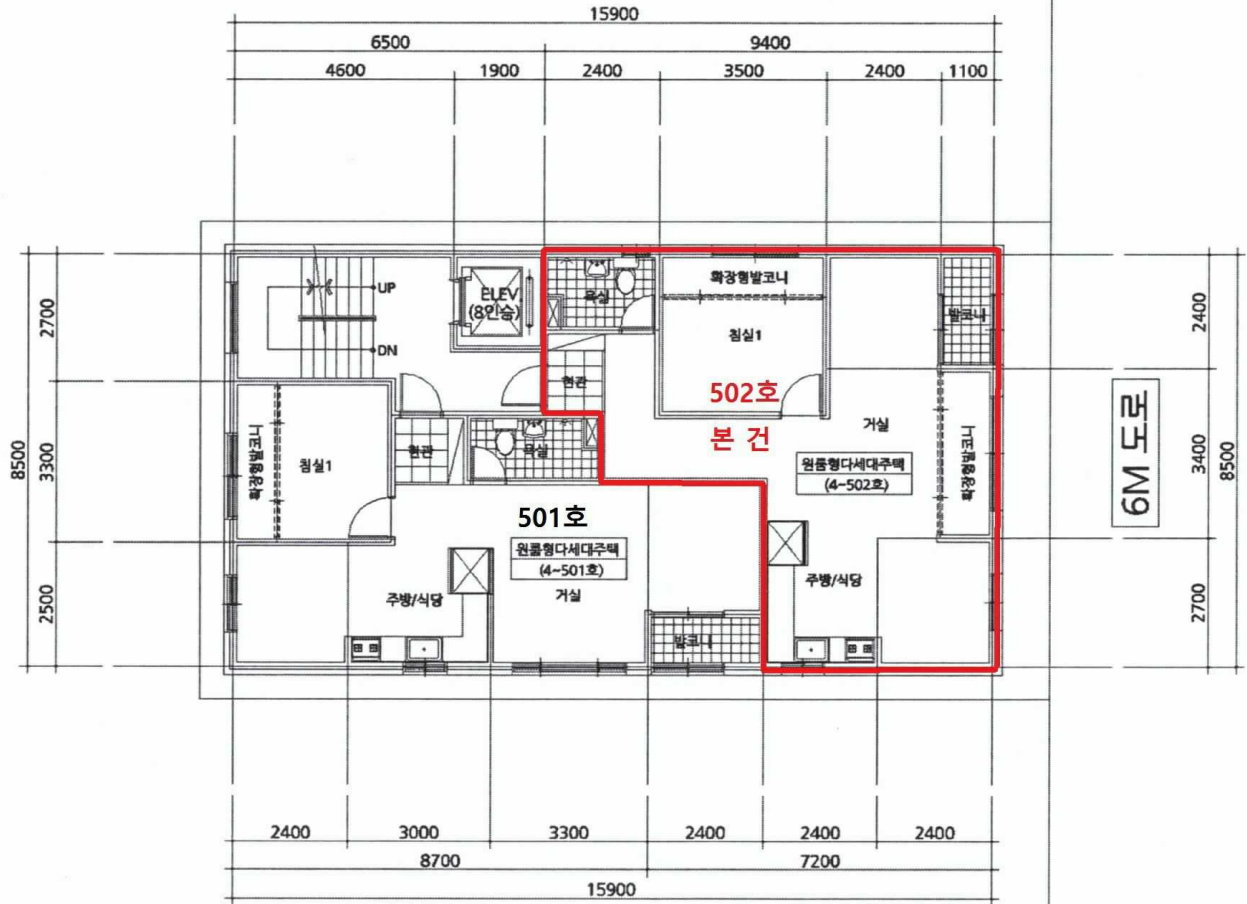 15900
6500 9400
4600 1900 2400 3500 2400 1100
2700
3300
2500
8500
2400
3400
2700
8500
6M 도로
UP
DN
ELEV
(8인승)
욕실
확장형발코니
발코니
침실1
현관
502호
본 건
거실
원룸형다세대주택
(4~502호)
확장형발코니
주방/식당
확장형발코니
침실1
현관
욕실
501호
원룸형다세대주택
(4~501호)
주방/식당
거실
발코니
2400 3000 3300 2400 2400 2400
8700 7200
15900